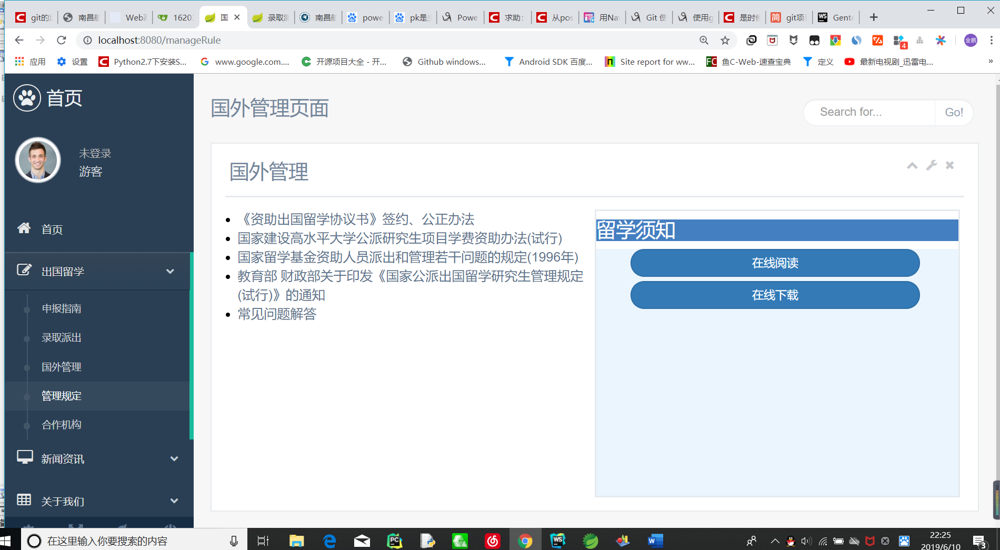 git的
南昌航
Web
1620
国
录取派
南昌航
powe
pk是
Powe
求助:
从pos
用Na
Git 使
使用g
是时候
git项
Gente
localhost:8080/manageRule
金鹏
应用
设置
Python2.7下安装S...
www.google.com....
开源项目大全 - 开...
Github windows...
Android SDK 百度...
Site report for ww...
鱼C-Web-速查宝典
定义
最新电视剧_迅雷电...
»
4
首页
未登录
游客
首页
出国留学
申报指南
录取派出
国外管理
管理规定
合作机构
新闻资讯
关于我们
国外管理页面
Search for...
Go!
国外管理
《资助出国留学协议书》签约、公正办法
国家建设高水平大学公派研究生项目学费资助办法(试行)
国家留学基金资助人员派出和管理若干问题的规定(1996年)
教育部 财政部关于印发《国家公派出国留学研究生管理规定
(试行)》的通知
常见问题解答
留学须知
在线阅读
在线下载
在这里输入你要搜索的内容
22:25
2019/6/10
3